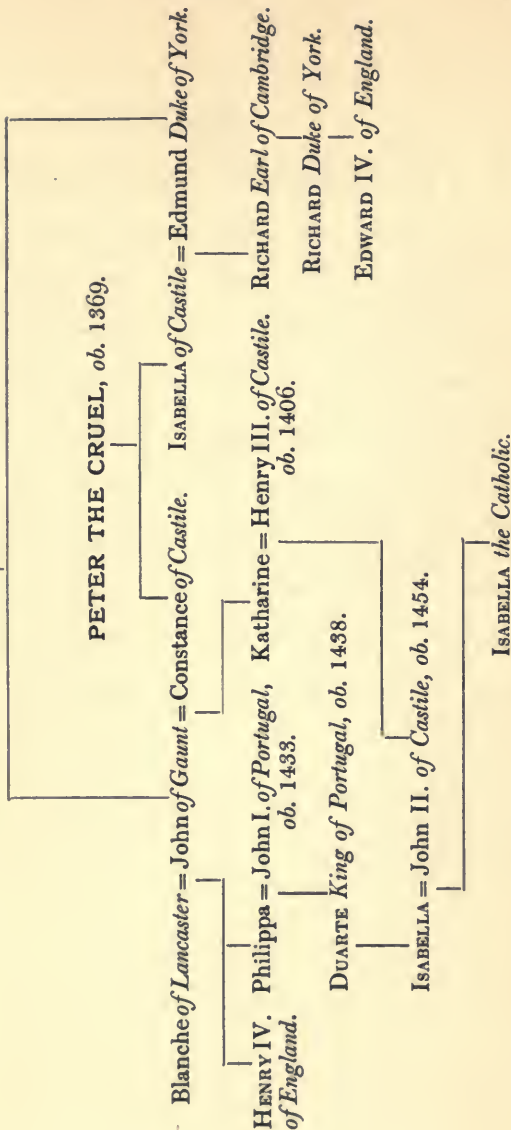 PETER THE CRUEL, ob. 1369.
Blanche of Lancaster = John of Gaunt = Constance of Castile. ISABELLA of Castile = Edmund Duke of York.
HENRY IV. Philippa = John I. of Portugal, Katharine = Henry III. of Castile. RICHARD Earl of Cambridge.
of England. ob. 1433. ob. 1406.
RICHARD Duke of York.
DUARTE King of Portugal, ob. 1438.
EDWARD IV. of England.
ISABELLA = John II. of Castile, ob. 1454.
ISABELLA the Catholic.